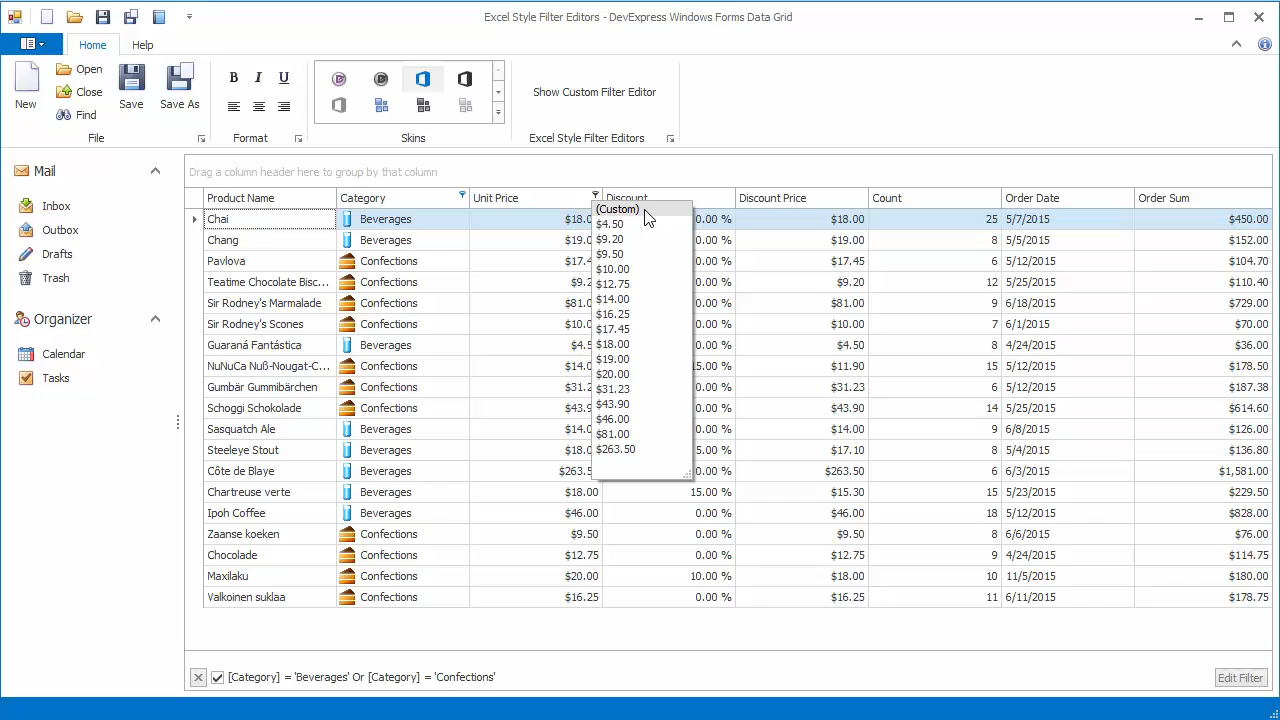 Excel Style Filter Editors - DevExpress Windows Forms Data Grid
Home Help
New Open Close Find Save Save As
B I U
Show Custom Filter Editor
File Format Skins Excel Style Filter Editors
Mail
Inbox
Outbox
Drafts
Trash
Organizer
Calendar
Tasks
Drag a column header here to group by that column
Product Name Category Unit Price Discount Discount Price Count Order Date Order Sum
Chai Beverages $18.0 0.00 % $18.00 25 5/7/2015 $450.00
Chang Beverages $19.0 $19.00 8 5/5/2015 $152.00
Pavlova Confections $17.4 $17.45 6 5/12/2015 $104.70
Teatime Chocolate Bisc... Confections $9.2 $9.20 12 5/25/2015 $110.40
Sir Rodney's Marmalade Confections $81.0 $81.00 9 6/18/2015 $729.00
Sir Rodney's Scones Confections $10.0 $10.00 7 6/1/2015 $70.00
Guaraná Fantástica Beverages $4.5 $4.50 8 4/24/2015 $36.00
NuNuCa Nuß-Nougat-C... Confections $14.0 $11.90 15 5/12/2015 $178.50
Gumbär Gummibärchen Confections $31.2 $31.23 6 5/12/2015 $187.38
Schoggi Schokolade Confections $43.9 $43.90 14 5/25/2015 $614.60
Sasquatch Ale Beverages $14.0 $14.00 9 6/8/2015 $126.00
Steeleye Stout Beverages $18.0 $17.10 8 5/4/2015 $136.80
Côte de Blaye Beverages $263.5 $263.50 6 6/3/2015 $1,581.00
Chartreuse verte Beverages $18.00 15.00 % $15.30 15 5/23/2015 $229.50
Ipoh Coffee Beverages $46.00 0.00 % $46.00 18 5/12/2015 $828.00
Zaanse koeken Confections $9.50 0.00 % $9.50 8 6/6/2015 $76.00
Chocolade Confections $12.75 0.00 % $12.75 9 4/24/2015 $114.75
Maxilaku Confections $20.00 10.00 % $18.00 10 11/5/2015 $180.00
Valkoinen suklaa Confections $16.25 0.00 % $16.25 11 6/11/2015 $178.75
(Custom)
$4.50
$9.20
$9.50
$10.00
$12.75
$14.00
$16.25
$17.45
$18.00
$19.00
$20.00
$31.23
$43.90
$46.00
$81.00
$263.50
[Category] = 'Beverages' Or [Category] = 'Confections'
Edit Filter